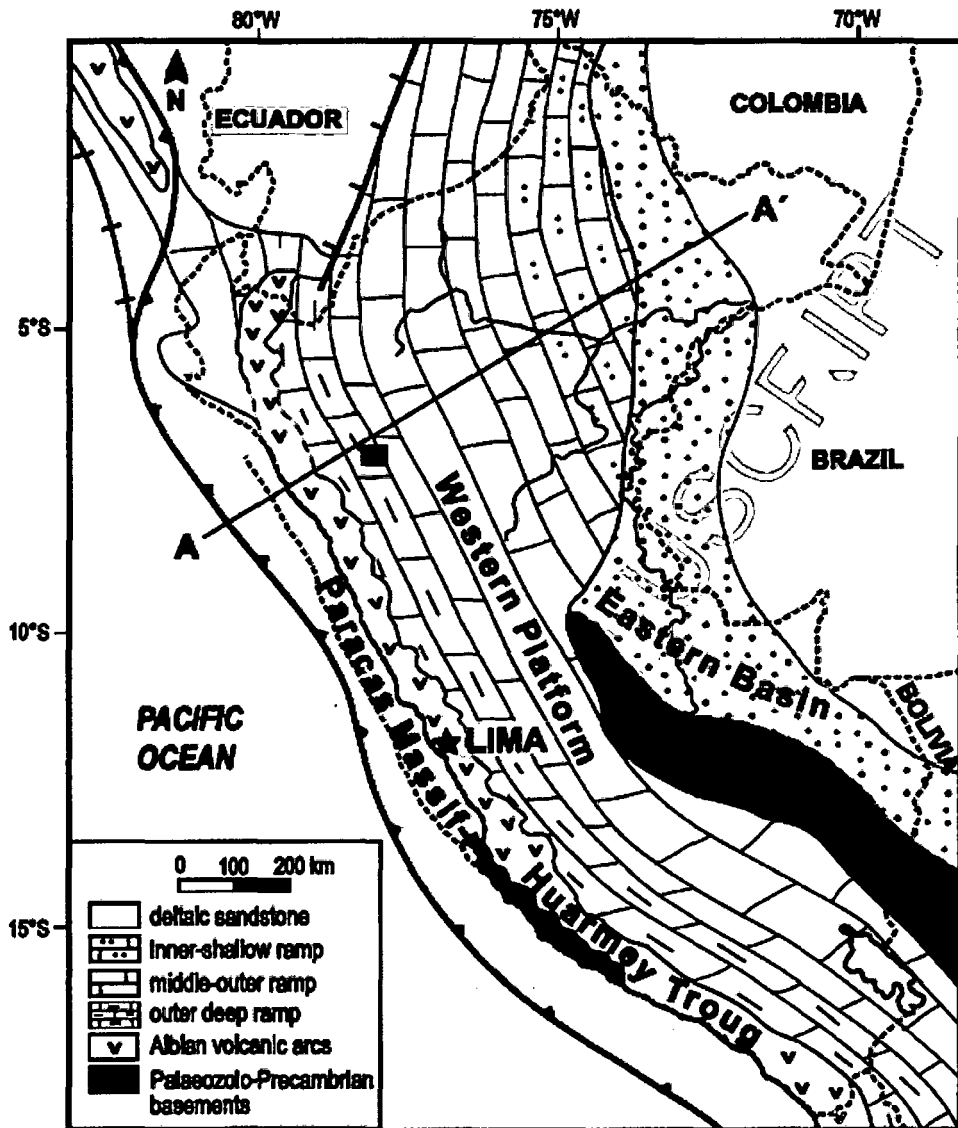 80°W
75°W
70°W
N
ECUADOR
COLOMBIA
A´
5°S
BRAZIL
A
Western Platform
Paracas Massif
Eastern Basin
10°S
BOLIVIA
PACIFIC
OCEAN
LIMA
Huarmey Troug
15°S
0 100 200 km
deltaic sandstone
Inner-shallow ramp
middle-outer ramp
outer deep ramp
Albian volcanic arcs
Palaeozoio-Precambrian
basements